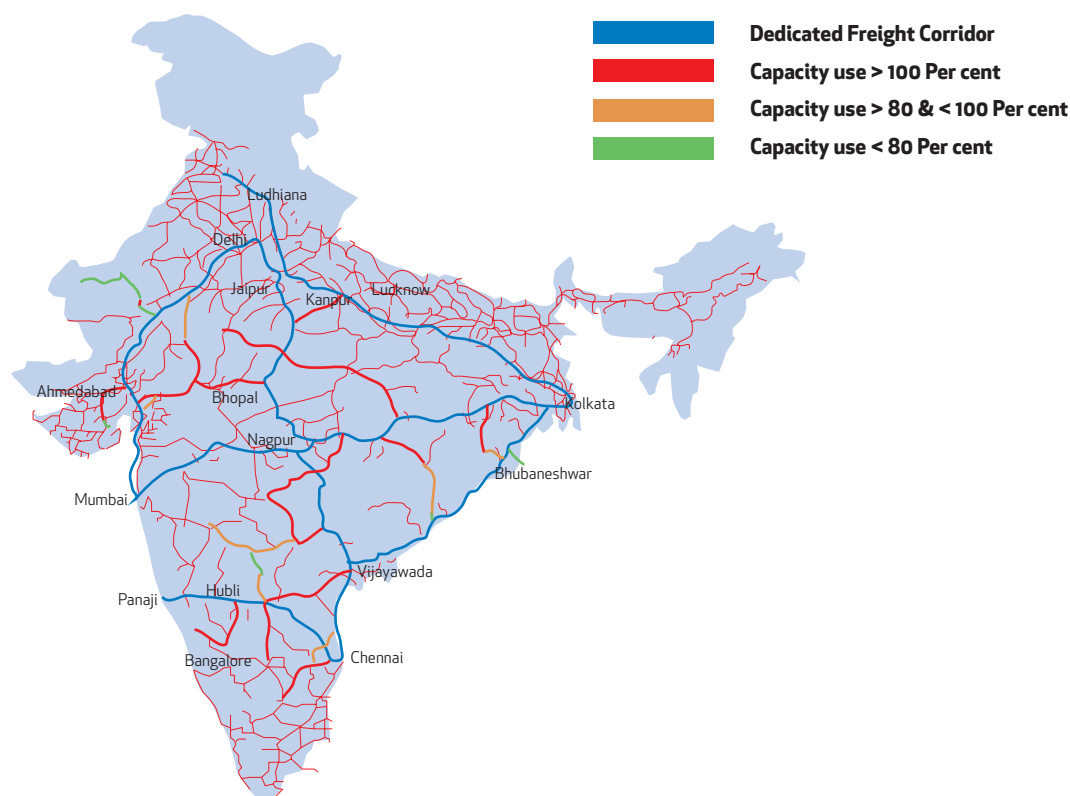 Dedicated Freight Corridor
Capacity use > 100 Per cent
Capacity use > 80 & < 100 Per cent
Capacity use < 80 Per cent
Ludhiana
Delhi
Jaipur
Lucknow
Kanpur
Ahmedabad
Bhopal
Kolkata
Nagpur
Bhubaneshwar
Mumbai
Vijayawada
Hubli
Panaji
Bangalore
Chennai